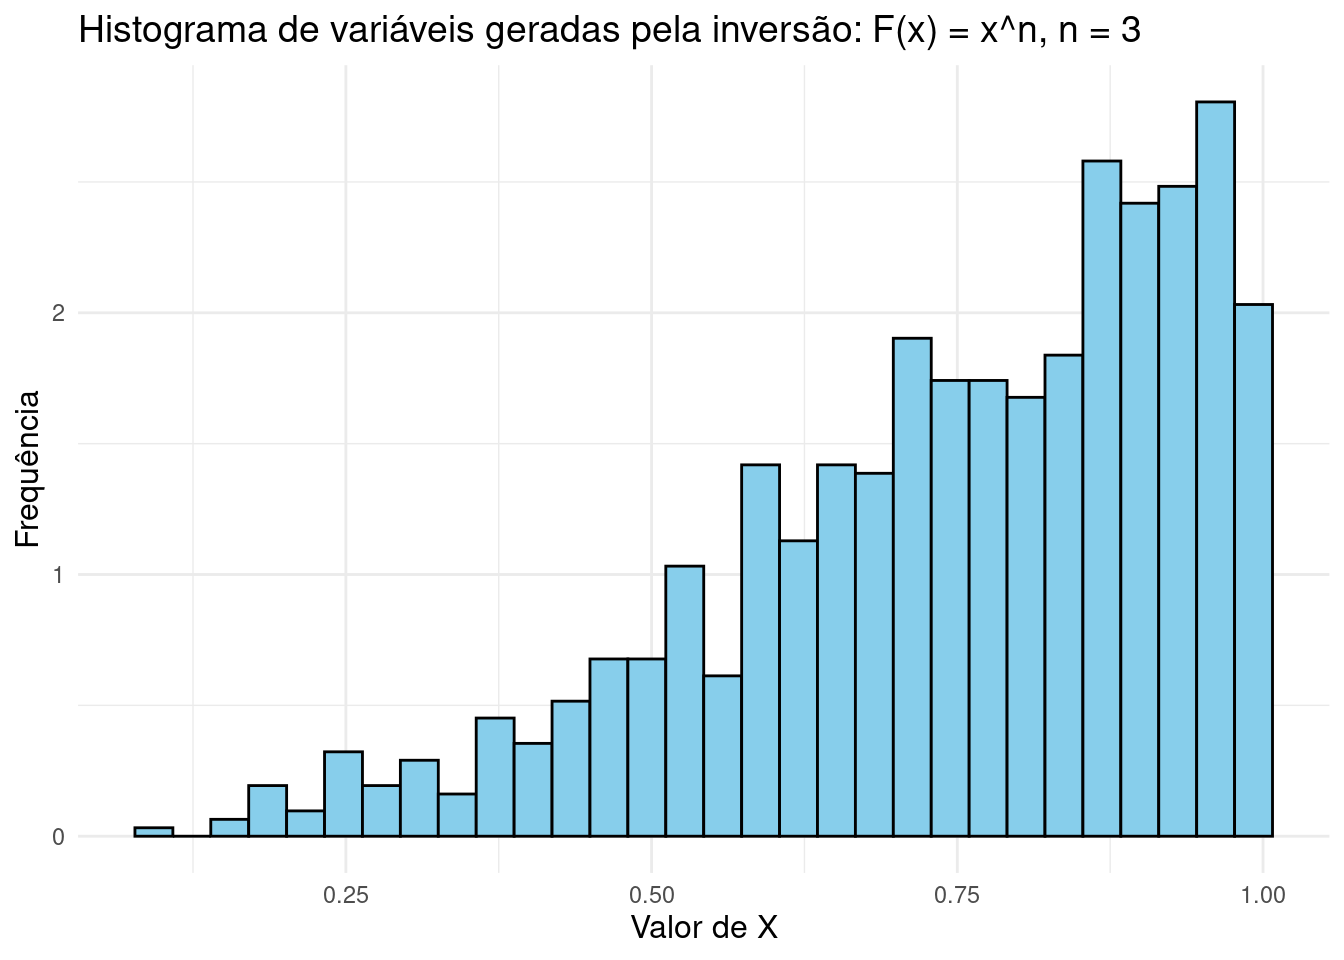 Histograma de variáveis geradas pela inversão: F(x) = x^n, n = 3
Frequência
2
1
0
0.25 0.50 0.75 1.00
Valor de X